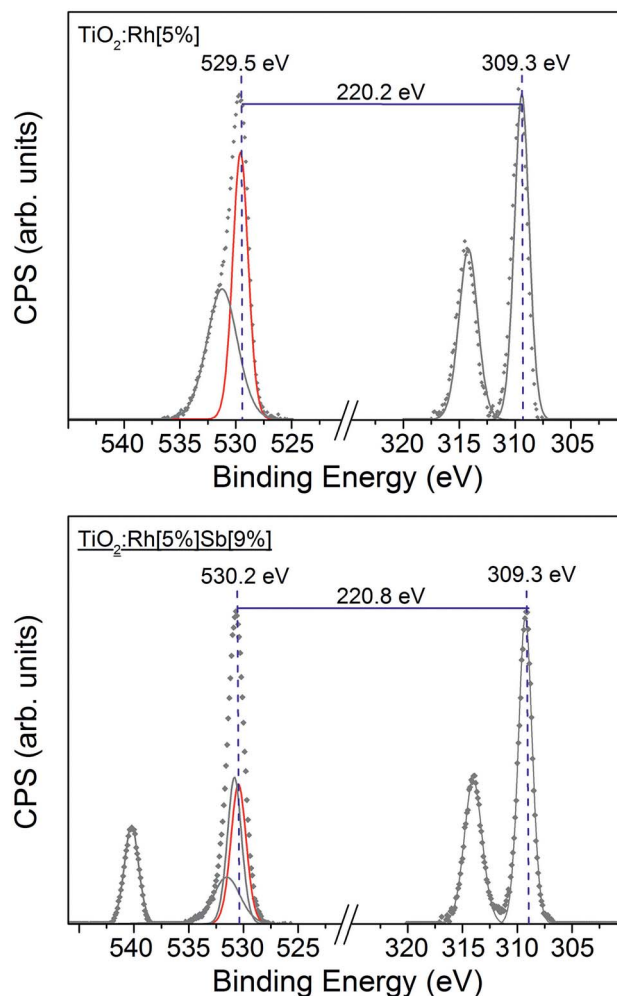 TiO₂:Rh[5%]
529.5 eV
309.3 eV
220.2 eV
CPS (arb. units)
540 535 530 525 320 315 310 305
Binding Energy (eV)
TiO₂:Rh[5%]Sb[9%]
530.2 eV
309.3 eV
220.8 eV
CPS (arb. units)
540 535 530 525 320 315 310 305
Binding Energy (eV)